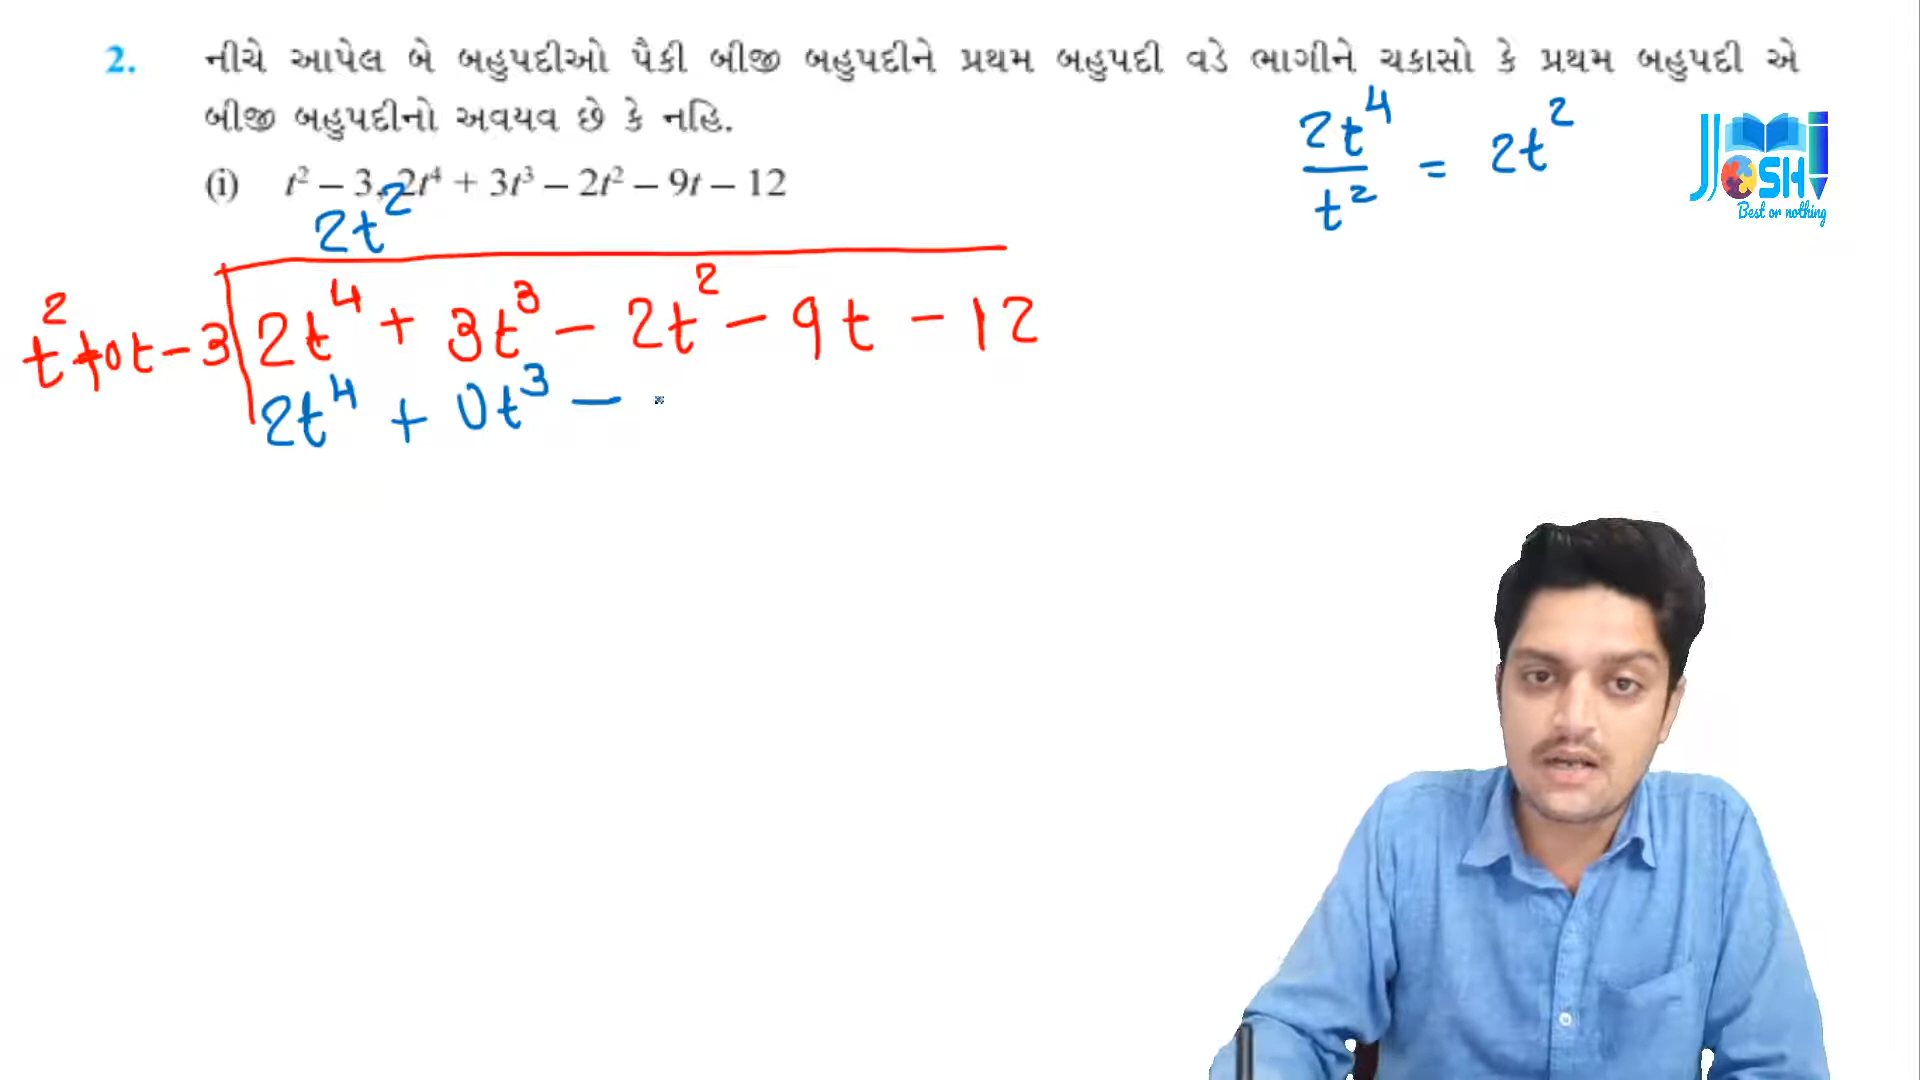 2. નીચે આપેલ બે બહુપદીઓ પૈકી બીજી બહુપદીને પ્રથમ બહુપદી વડે ભાગીને ચકાસો કે પ્રથમ બહુપદી એ
બીજી બહુપદીનો અવયવ છે કે નહિ.
(i) t² – 3, 2t⁴ + 3t³ – 2t² – 9t – 12
2t⁴/t² = 2t²
JOSHI
Best or nothing
2t²
t² + 0t – 3 2t⁴ + 3t³ – 2t² – 9t – 12
2t⁴ + 0t³ –